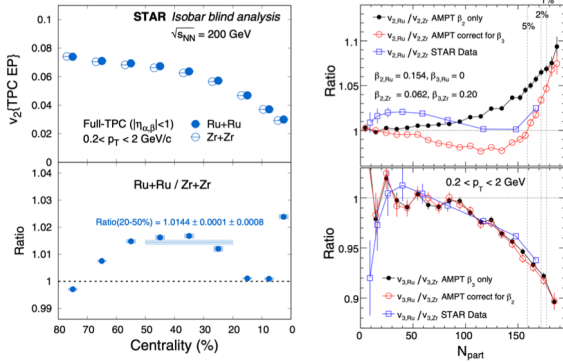 STAR Isobar blind analysis
√sNN = 200 GeV
v2{TPC EP}
0.08
0.06
0.04
0.02
0
Full-TPC (|ηα,β|<1)
0.2< pT < 2 GeV/c
Ru+Ru
Zr+Zr
Ratio
1.04
1.03
1.02
1.01
1
0.99
Ru+Ru / Zr+Zr
Ratio(20-50%) = 1.0144 ± 0.0001 ± 0.0008
80 70 60 50 40 30 20 10 0
Centrality (%)
1%
2%
5%
Ratio
1.1
1.05
1
v2,Ru / v2,Zr AMPT β2 only
v2,Ru / v2,Zr AMPT correct for β3
v2,Ru / v2,Zr STAR Data
β2,Ru = 0.154, β3,Ru = 0
β2,Zr = 0.062, β3,Zr = 0.20
Ratio
1
0.95
0.9
0.2 < pT < 2 GeV
v3,Ru / v3,Zr AMPT β3 only
v3,Ru / v3,Zr AMPT correct for β2
v3,Ru / v3,Zr STAR Data
0 50 100 150 200
Npart